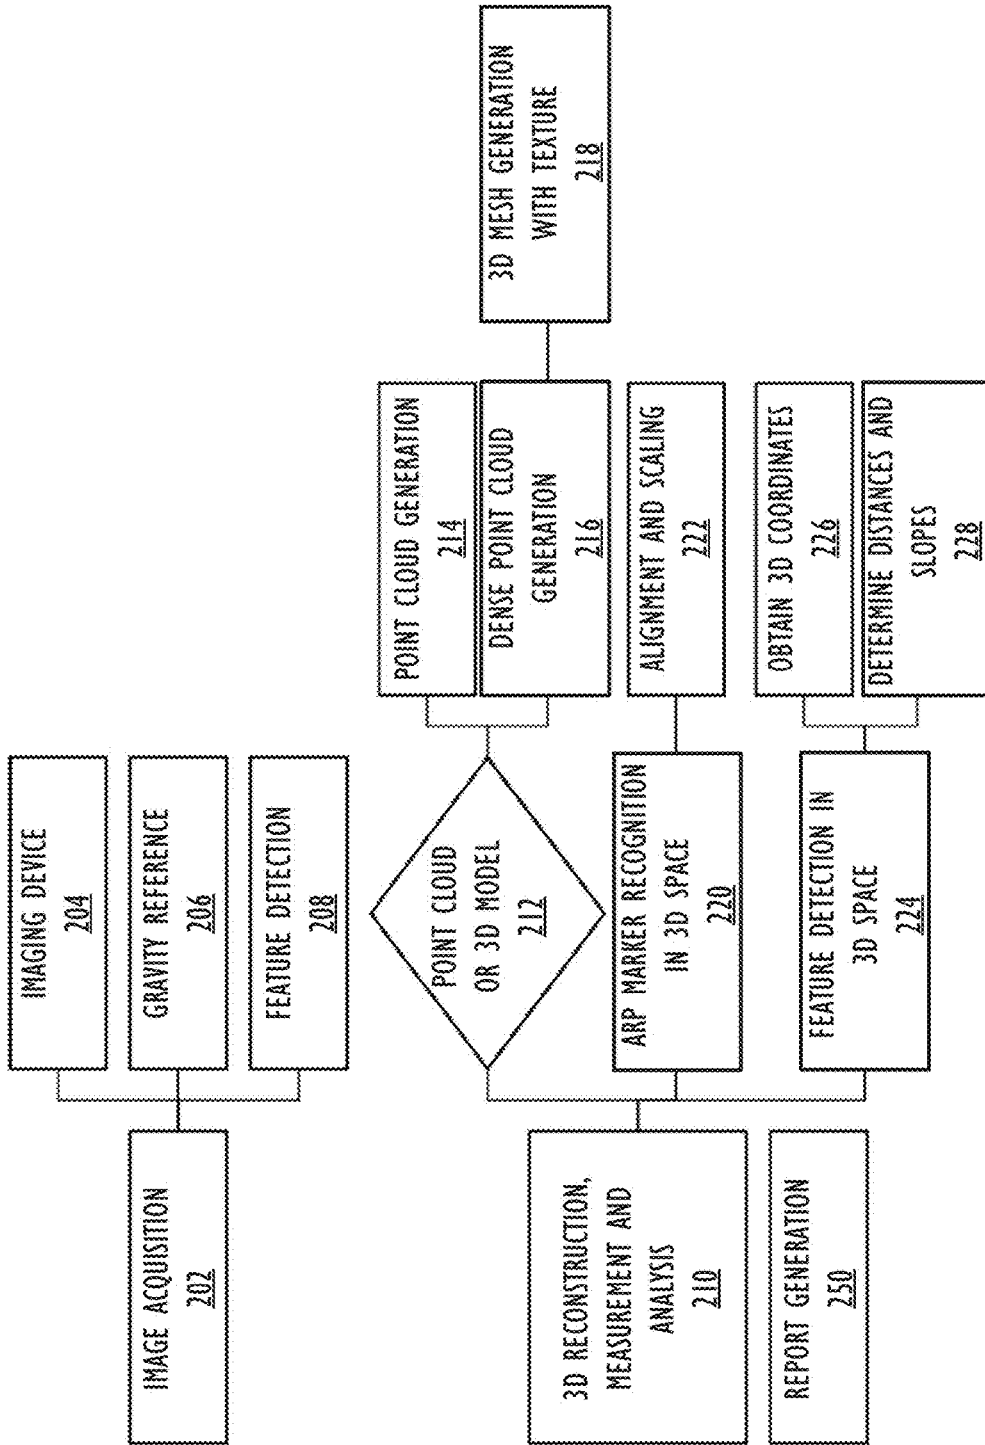 IMAGE ACQUISITION
202
IMAGING DEVICE
204
GRAVITY REFERENCE
206
FEATURE DETECTION
208
3D RECONSTRUCTION,
MEASUREMENT AND
ANALYSIS
210
POINT CLOUD
OR 3D MODEL
212
POINT CLOUD GENERATION
214
DENSE POINT CLOUD
GENERATION
216
3D MESH GENERATION
WITH TEXTURE
218
ARP MARKER RECOGNITION
IN 3D SPACE
220
ALIGNMENT AND SCALING
222
FEATURE DETECTION IN
3D SPACE
224
OBTAIN 3D COORDINATES
226
DETERMINE DISTANCES AND
SLOPES
228
REPORT GENERATION
250